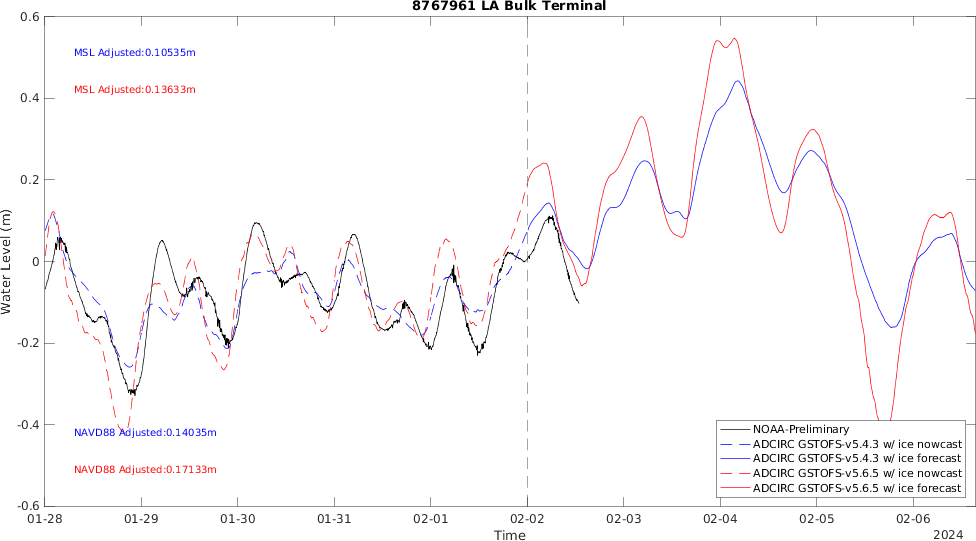 8767961 LA Bulk Terminal
0.6
MSL Adjusted:0.10535m
MSL Adjusted:0.13633m
0.4
0.2
0
-0.2
-0.4
-0.6
Water Level (m)
NAVD88 Adjusted:0.14035m
NAVD88 Adjusted:0.17133m
NOAA-Preliminary
ADCIRC GSTOFS-v5.4.3 w/ ice nowcast
ADCIRC GSTOFS-v5.4.3 w/ ice forecast
ADCIRC GSTOFS-v5.6.5 w/ ice nowcast
ADCIRC GSTOFS-v5.6.5 w/ ice forecast
01-28 01-29 01-30 01-31 02-01 02-02 02-03 02-04 02-05 02-06
Time
2024